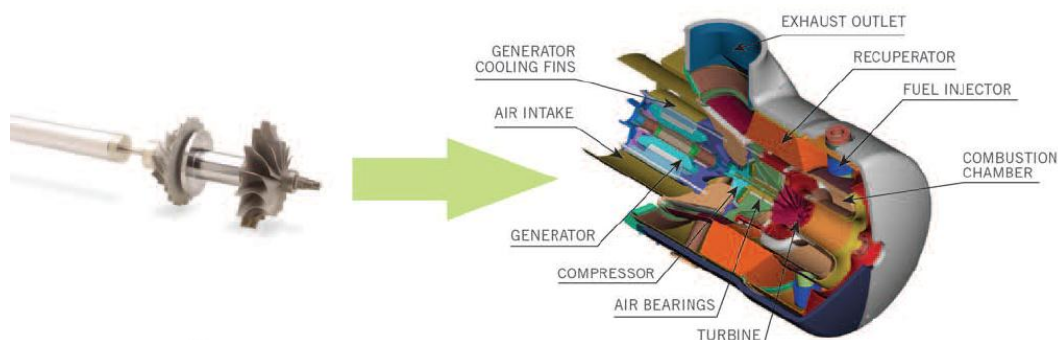 EXHAUST OUTLET
GENERATOR
COOLING FINS
RECUPERATOR
FUEL INJECTOR
AIR INTAKE
COMBUSTION
CHAMBER
GENERATOR
COMPRESSOR
AIR BEARINGS
TURBINE